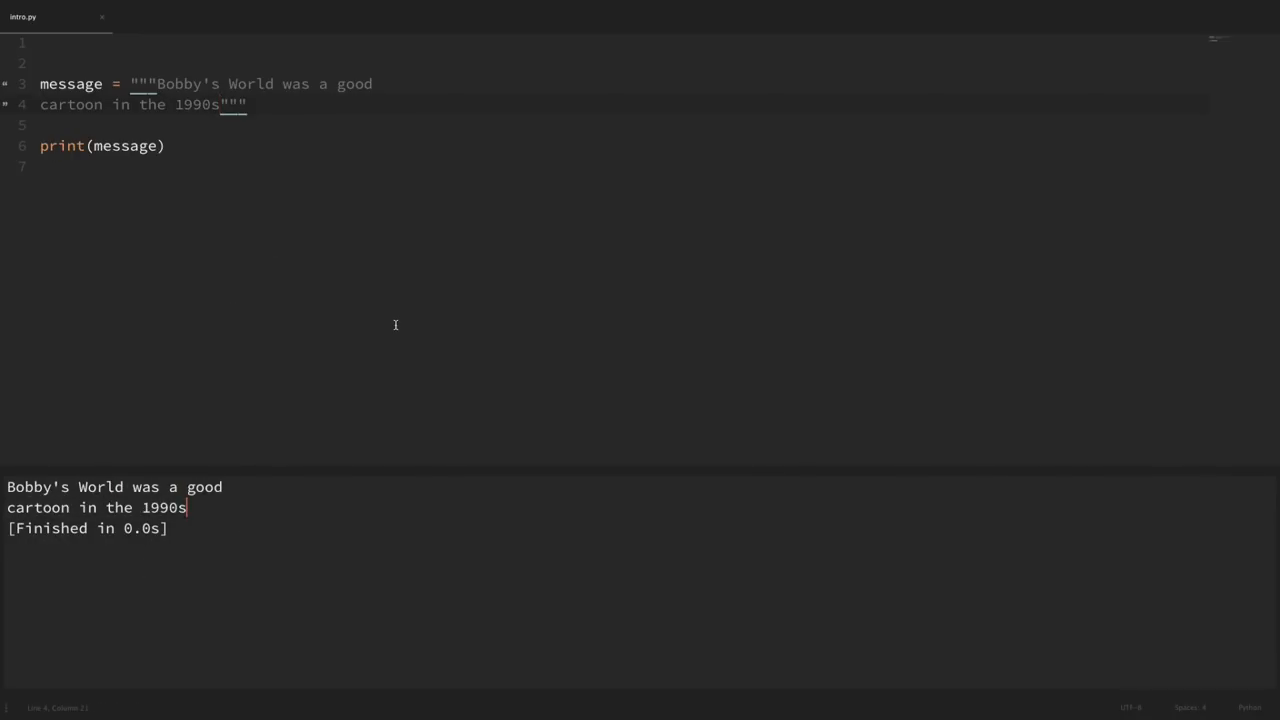 intro.py ×
1
2
3 message = """Bobby's World was a good
4 cartoon in the 1990s"""
5
6 print(message)
7
Bobby's World was a good
cartoon in the 1990s
[Finished in 0.0s]
Line 4, Column 21 UTF-8 Spaces: 4 Python